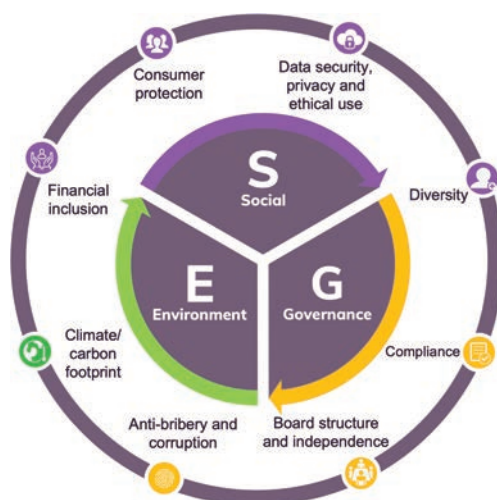 Consumer
protection
Data security,
privacy and
ethical use
Financial
inclusion
S
Social
Diversity
E
Environment
G
Governance
Climate/
carbon
footprint
Compliance
Anti-bribery and
corruption
Board structure
and independence